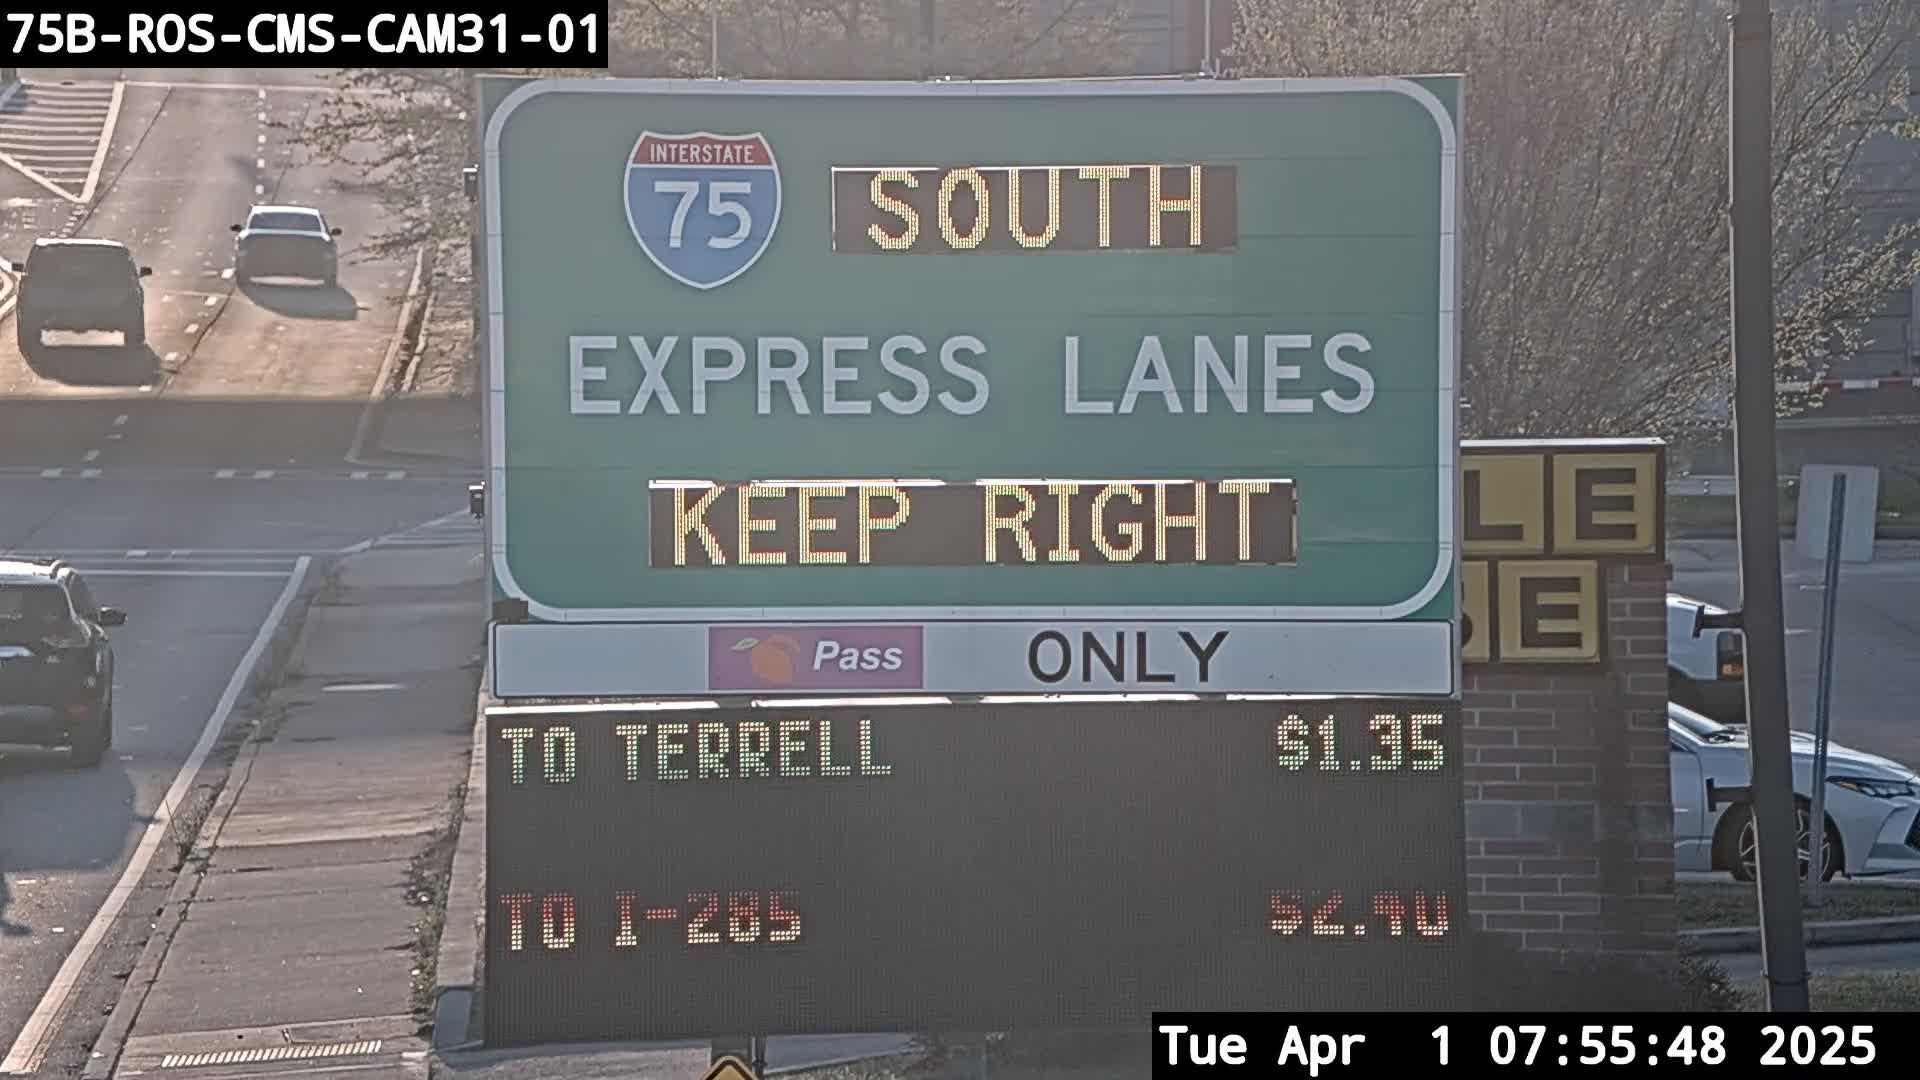 75B-ROS-CMS-CAM31-01
INTERSTATE
75
SOUTH
EXPRESS LANES
KEEP RIGHT
Pass ONLY
TO TERRELL $1.35
TO I-285 $2.40
LE
E
Tue Apr 1 07:55:48 2025